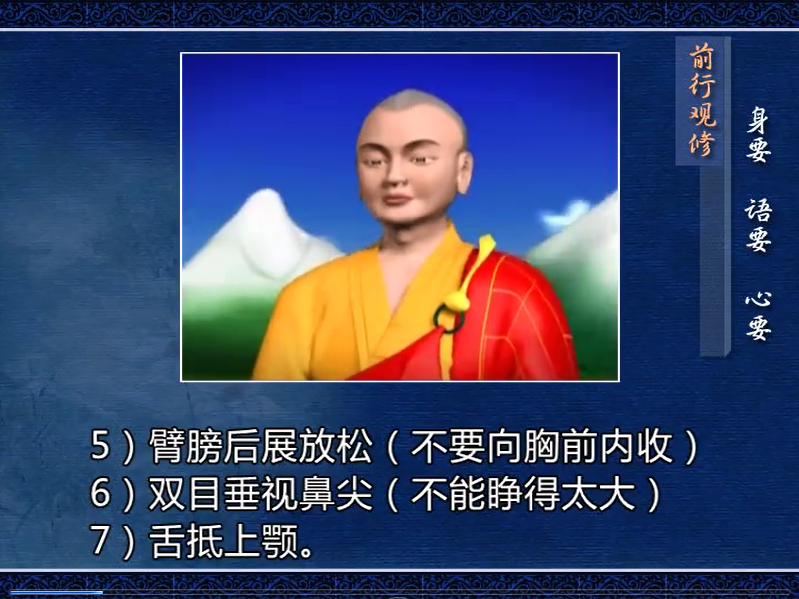 前行观修
身要 语要 心要
5）臂膀后展放松（不要向胸前内收）
6）双目垂视鼻尖（不能睁得太大）
7）舌抵上颚。